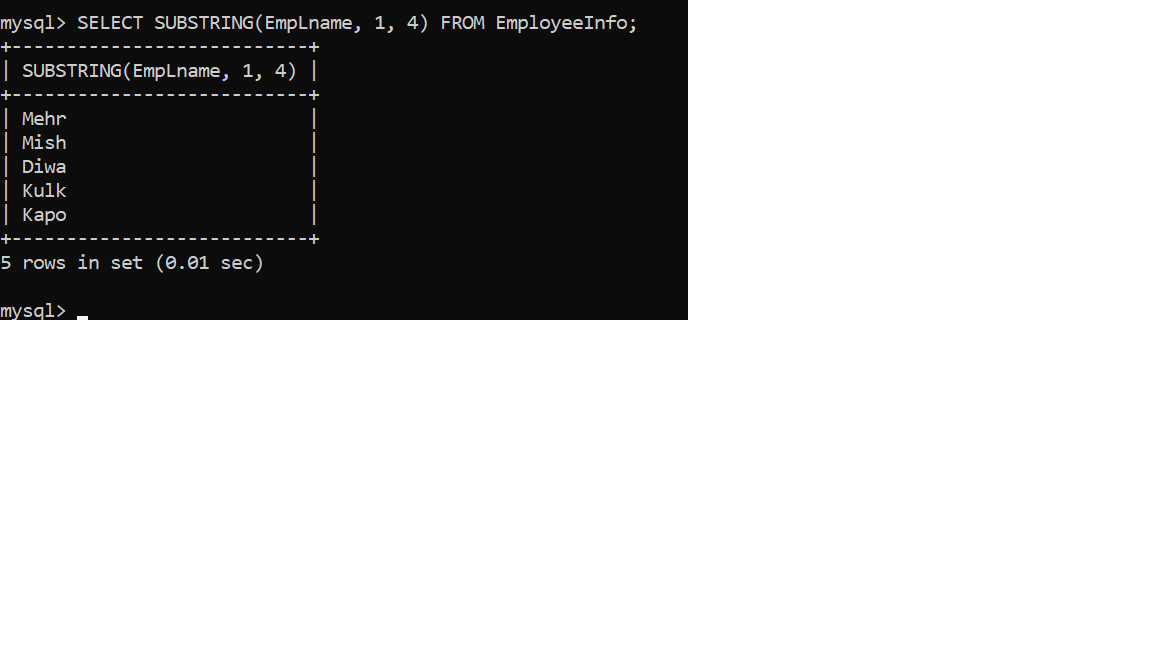 mysql> SELECT SUBSTRING(EmpLname, 1, 4) FROM EmployeeInfo;
+---------------------------+
| SUBSTRING(EmpLname, 1, 4) |
+---------------------------+
| Mehr                      |
| Mish                      |
| Diwa                      |
| Kulk                      |
| Kapo                      |
+---------------------------+
5 rows in set (0.01 sec)
mysql>